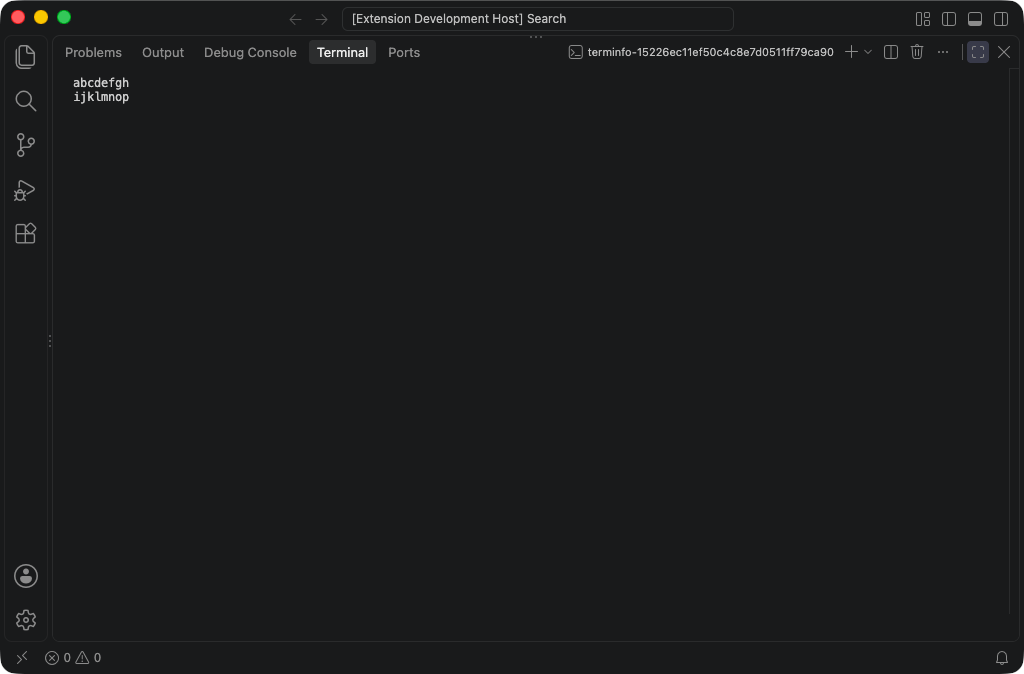 [Extension Development Host] Search
Problems Output Debug Console Terminal Ports terminfo-15226ec11ef50c4c8e7d0511ff79ca90
abcdefgh
ijklmnop
0 0